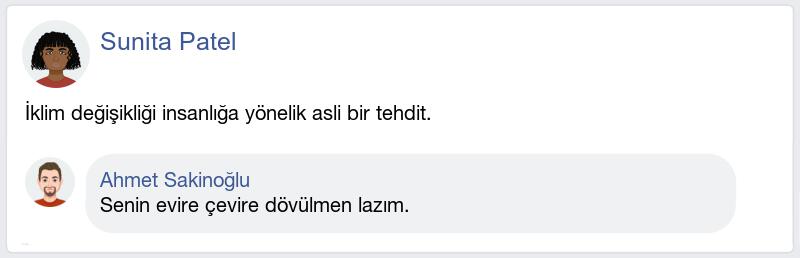 Sunita Patel
İklim değişikliği insanlığa yönelik asli bir tehdit.
Ahmet Sakinoğlu
Senin evire çevire dövülmen lazım.